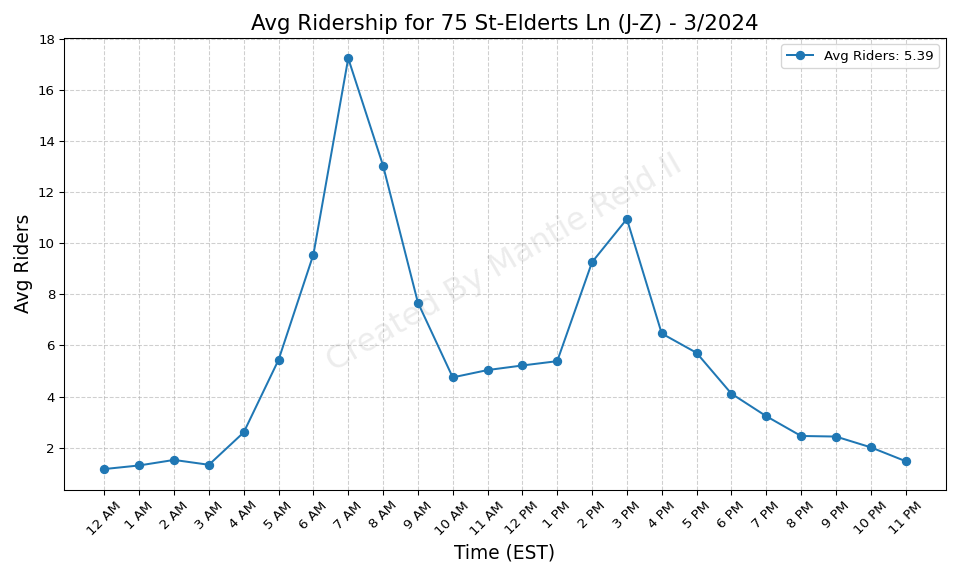 Avg Ridership for 75 St-Elderts Ln (J-Z) - 3/2024
Avg Riders: 5.39
18
16
14
12
10
8
6
4
2
Avg Riders
Created By Mantie Reid II
12 AM
1 AM
2 AM
3 AM
4 AM
5 AM
6 AM
7 AM
8 AM
9 AM
10 AM
11 AM
12 PM
1 PM
2 PM
3 PM
4 PM
5 PM
6 PM
7 PM
8 PM
9 PM
10 PM
11 PM
Time (EST)